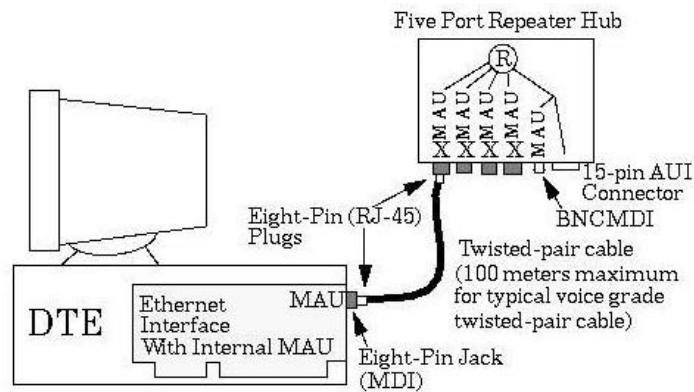 Five Port Repeater Hub
R
MAU
MAU
MAU
MAU
MAU
X
X
X
X
15-pin AUI
Connector
BNCMDI
Eight-Pin (RJ-45)
Plugs
Twisted-pair cable
(100 meters maximum
for typical voice grade
twisted-pair cable)
DTE
Ethernet
Interface
With Internal MAU
MAU
Eight-Pin Jack
(MDI)